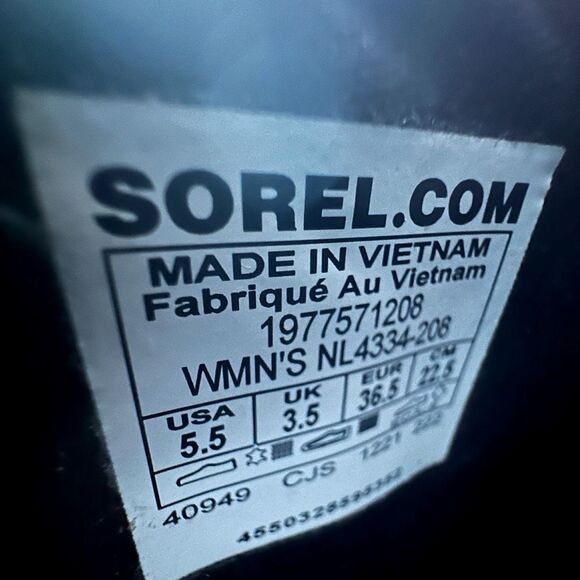 SOREL.COM
MADE IN VIETNAM
Fabriqué Au Vietnam
1977571208
WMN'S NL4334-208
USA UK EUR CM
5.5 3.5 36.5 22.5
40949 CJS 1221